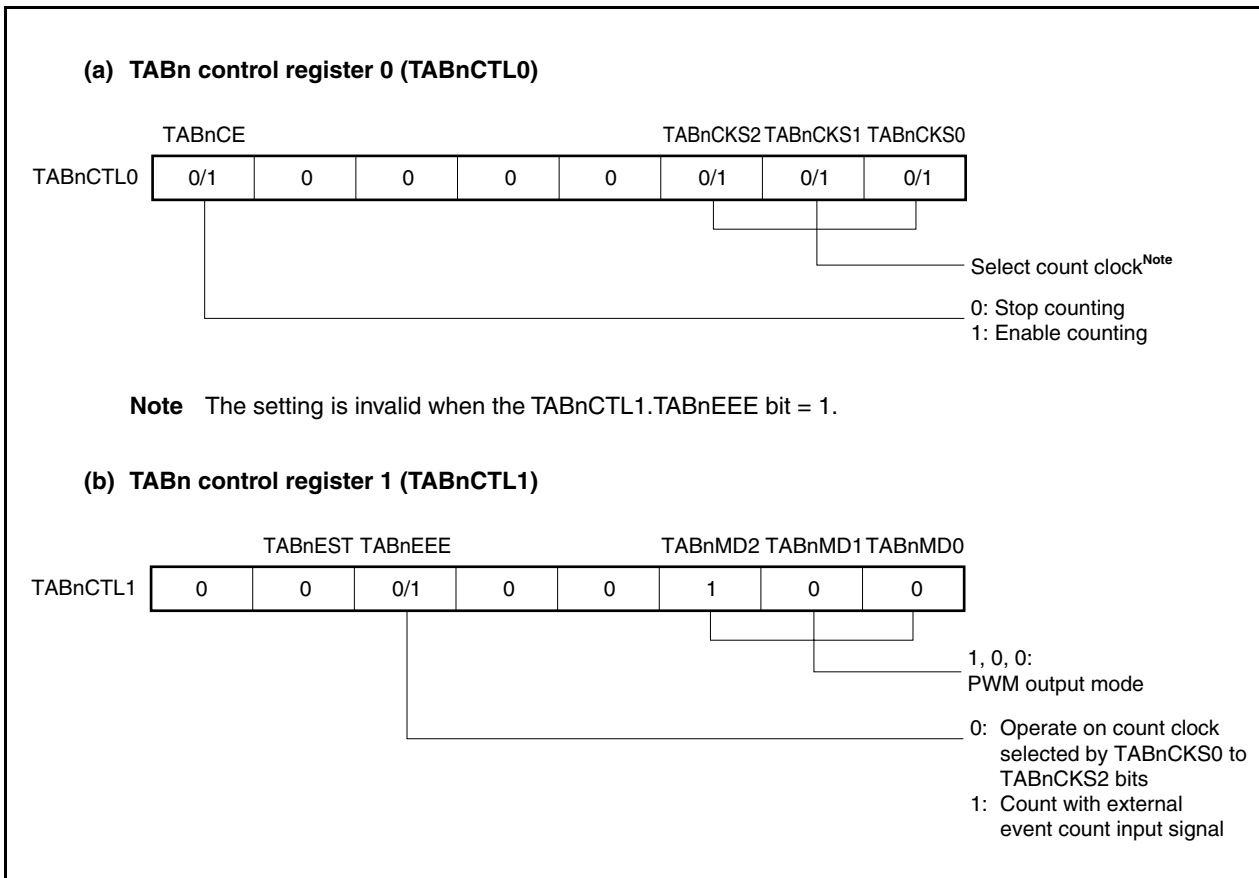 (a) TABn control register 0 (TABnCTL0)
TABnCE TABnCKS2 TABnCKS1 TABnCKS0
TABnCTL0 0/1 0 0 0 0 0/1 0/1 0/1
Select count clockNote
0: Stop counting
1: Enable counting
Note The setting is invalid when the TABnCTL1.TABnEEE bit = 1.
(b) TABn control register 1 (TABnCTL1)
TABnEST TABnEEE TABnMD2 TABnMD1 TABnMD0
TABnCTL1 0 0 0/1 0 0 1 0 0
1, 0, 0:
PWM output mode
0: Operate on count clock
selected by TABnCKS0 to
TABnCKS2 bits
1: Count with external
event count input signal